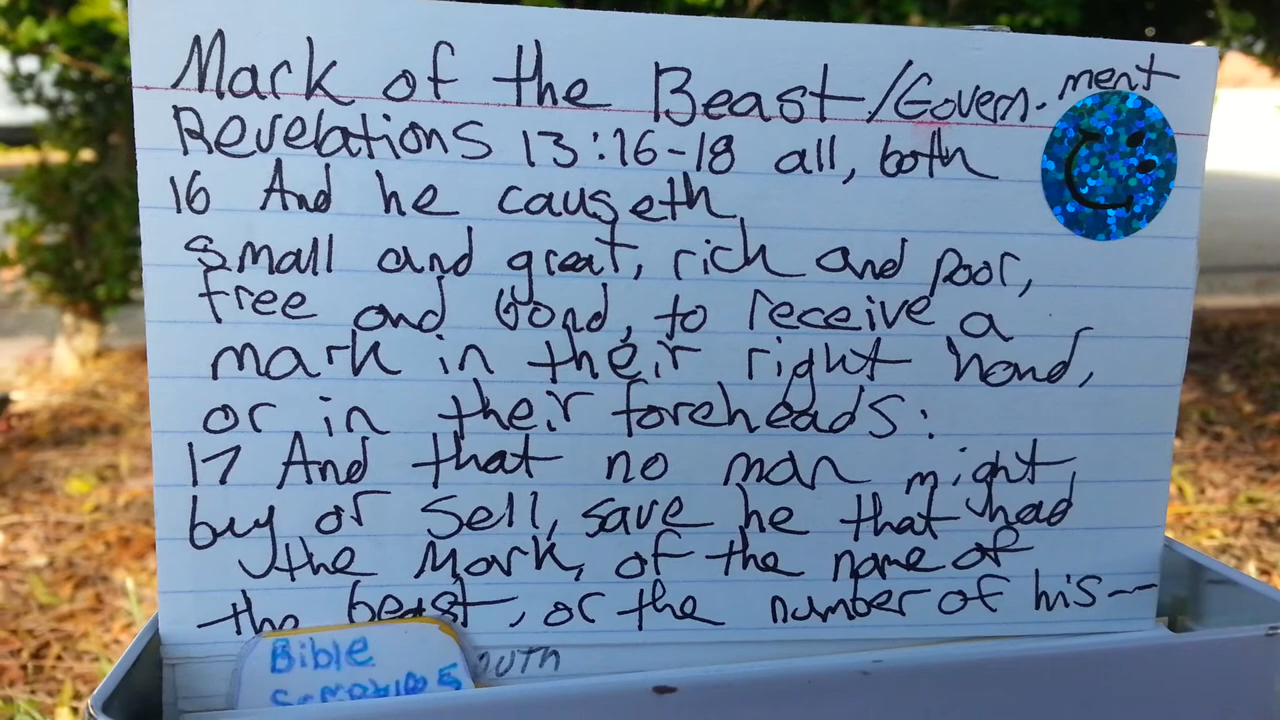 Mark of the Beast/Govern-ment
Revelations 13:16-18 all, both
16 And he causeth,
small and great, rich and poor,
free and bond, to receive a
mark in their right hand,
or in their foreheads:
17 And that no man might
buy or sell, save he that had
the mark, of the name of
the beast, or the number of his—
Bible
OUTH